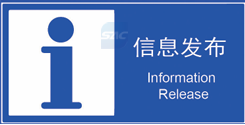 信息发布
Information
Release